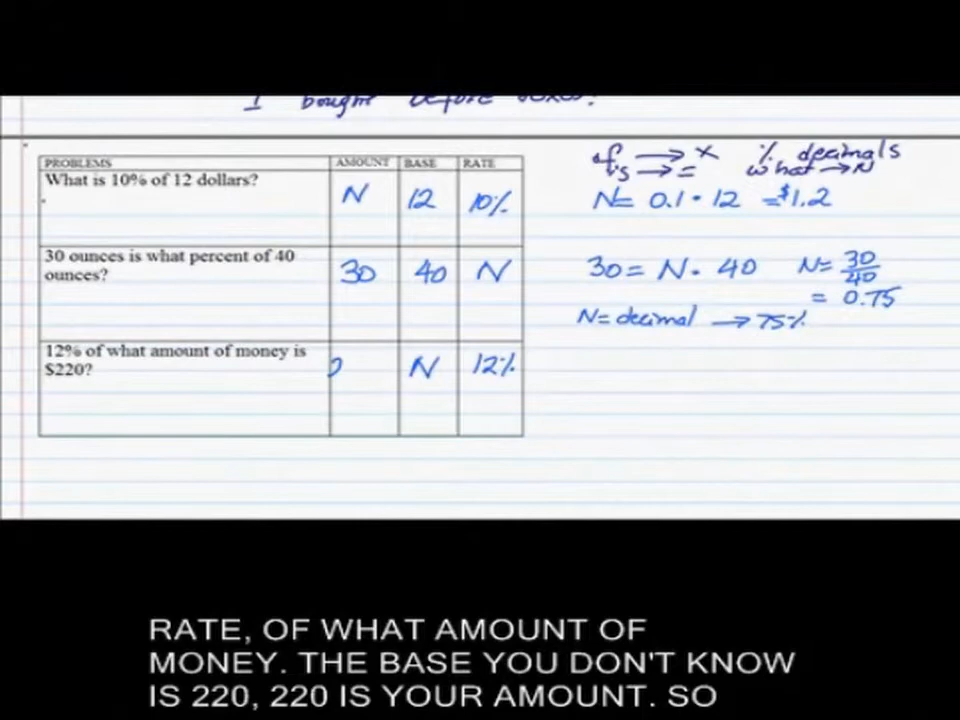 I bought before
PROBLEMS AMOUNT BASE RATE
What is 10% of 12 dollars? N 12 10%
30 ounces is what percent of 40
ounces? 30 40 N
12% of what amount of money is
$220? 2 N 12%
of → × % decimals
is → = what → N
N = 0.1 · 12 = $1.2
30 = N · 40 N = 30/40
= 0.75
N = decimal → 75%
RATE, OF WHAT AMOUNT OF
MONEY. THE BASE YOU DON'T KNOW
IS 220, 220 IS YOUR AMOUNT. SO